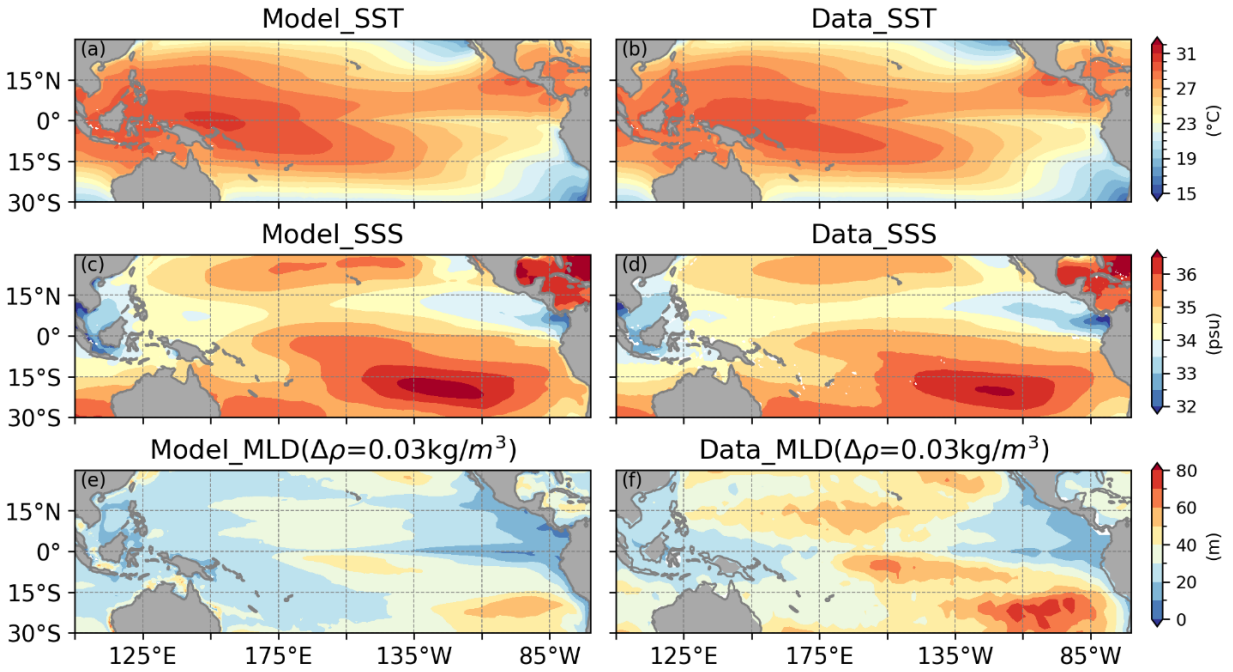 Model_SST
Data_SST
(a)
(b)
15°N
0°
15°S
30°S
31
27
23
19
15
(°C)
Model_SSS
Data_SSS
(c)
(d)
15°N
0°
15°S
30°S
36
35
34
33
32
(psu)
Model_MLD(Δρ=0.03kg/m³)
Data_MLD(Δρ=0.03kg/m³)
(e)
(f)
15°N
0°
15°S
30°S
80
60
40
20
0
(m)
125°E
175°E
135°W
85°W
125°E
175°E
135°W
85°W